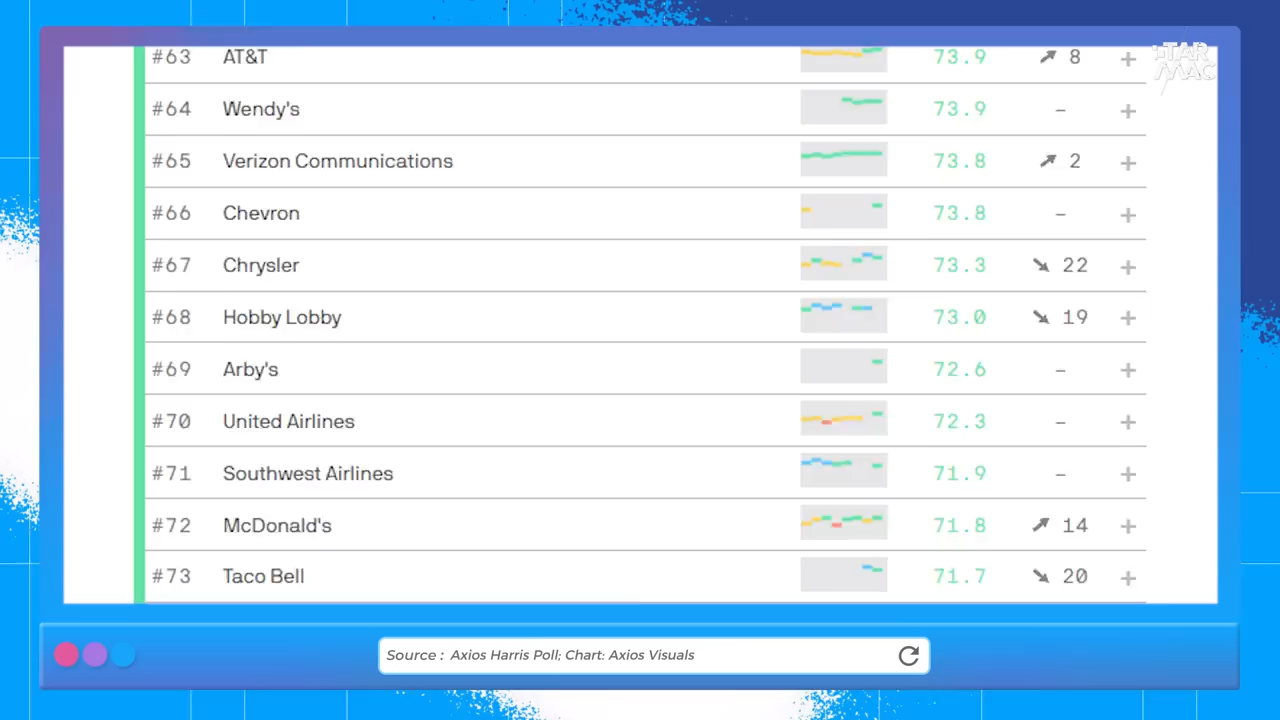 #63 AT&T 73.9 8 +
#64 Wendy's 73.9 – +
#65 Verizon Communications 73.8 2 +
#66 Chevron 73.8 – +
#67 Chrysler 73.3 22 +
#68 Hobby Lobby 73.0 19 +
#69 Arby's 72.6 – +
#70 United Airlines 72.3 – +
#71 Southwest Airlines 71.9 – +
#72 McDonald's 71.8 14 +
#73 Taco Bell 71.7 20 +
TAR
MAC
Source : Axios Harris Poll; Chart: Axios Visuals